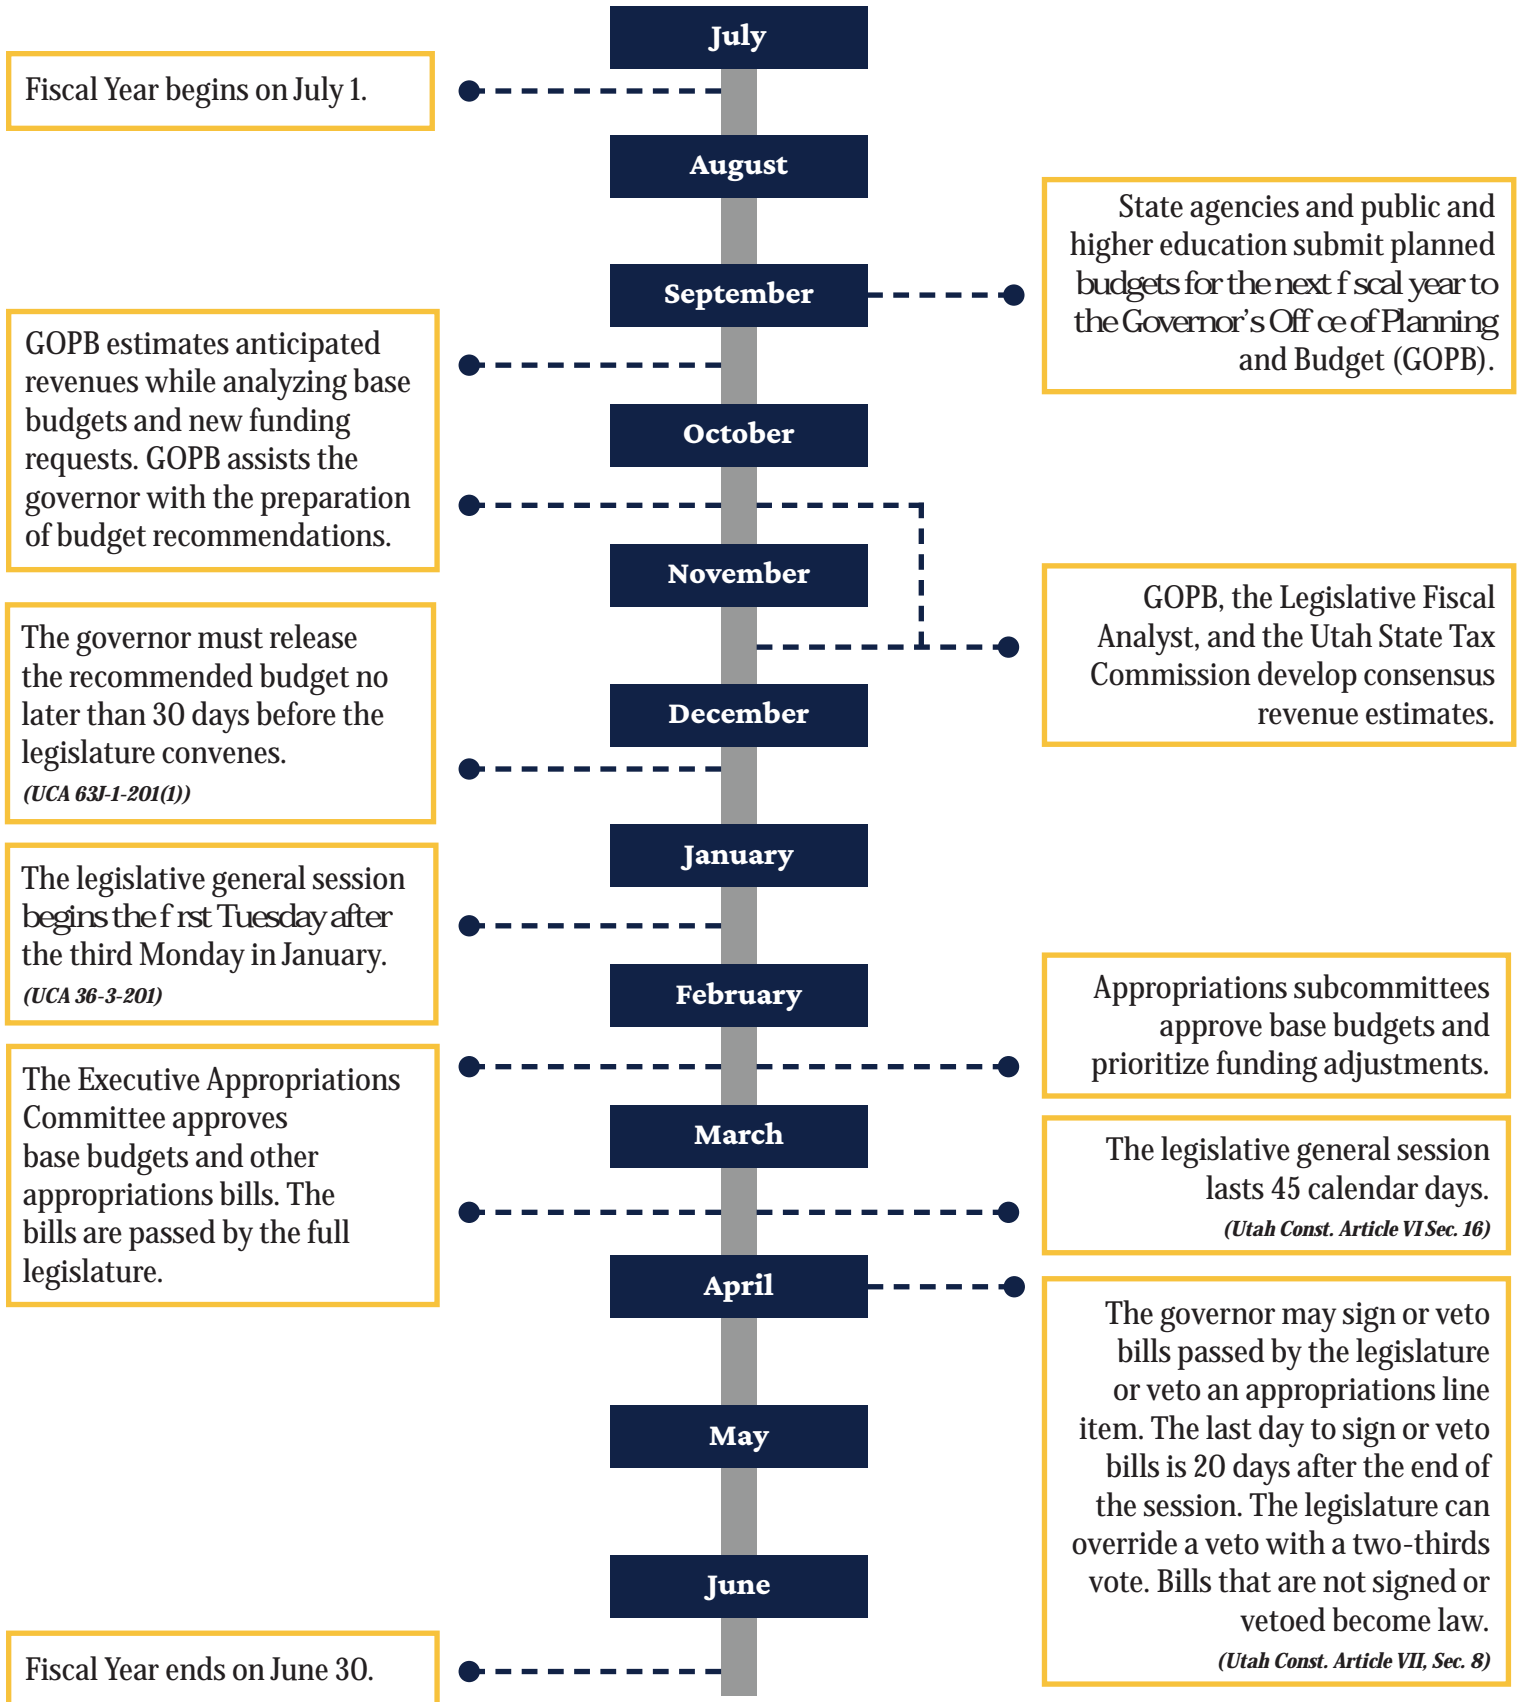 July
Fiscal Year begins on July 1.
August
State agencies and public and
higher education submit planned
budgets for the next f scal year to
the Governor's Off ce of Planning
and Budget (GOPB).
September
GOPB estimates anticipated
revenues while analyzing base
budgets and new funding
requests. GOPB assists the
governor with the preparation
of budget recommendations.
October
November
GOPB, the Legislative Fiscal
Analyst, and the Utah State Tax
Commission develop consensus
revenue estimates.
The governor must release
the recommended budget no
later than 30 days before the
legislature convenes.
(UCA 63J-1-201(1))
December
January
The legislative general session
begins the f rst Tuesday after
the third Monday in January.
(UCA 36-3-201)
February
Appropriations subcommittees
approve base budgets and
prioritize funding adjustments.
The Executive Appropriations
Committee approves
base budgets and other
appropriations bills. The
bills are passed by the full
legislature.
March
The legislative general session
lasts 45 calendar days.
(Utah Const. Article VI Sec. 16)
April
The governor may sign or veto
bills passed by the legislature
or veto an appropriations line
item. The last day to sign or veto
bills is 20 days after the end of
the session. The legislature can
override a veto with a two-thirds
vote. Bills that are not signed or
vetoed become law.
(Utah Const. Article VII, Sec. 8)
May
June
Fiscal Year ends on June 30.